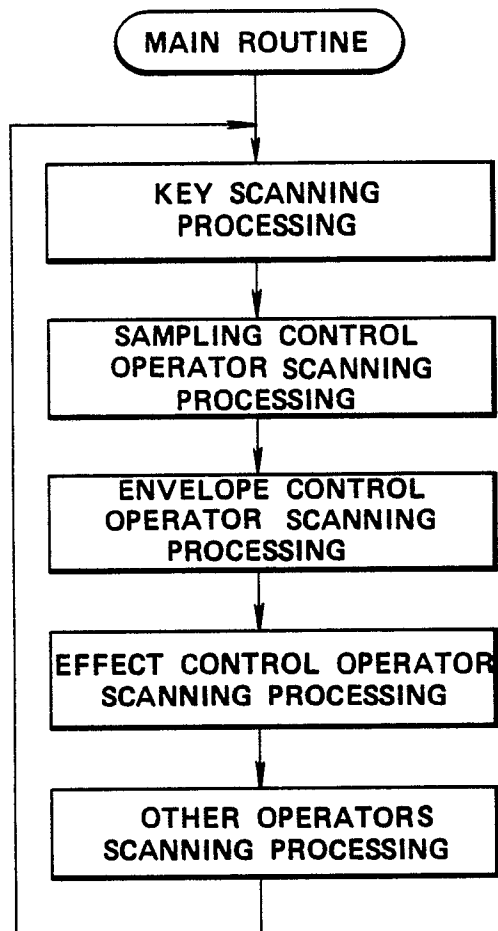 MAIN ROUTINE
KEY SCANNING
PROCESSING
SAMPLING CONTROL
OPERATOR SCANNING
PROCESSING
ENVELOPE CONTROL
OPERATOR SCANNING
PROCESSING
EFFECT CONTROL OPERATOR
SCANNING PROCESSING
OTHER OPERATORS
SCANNING PROCESSING